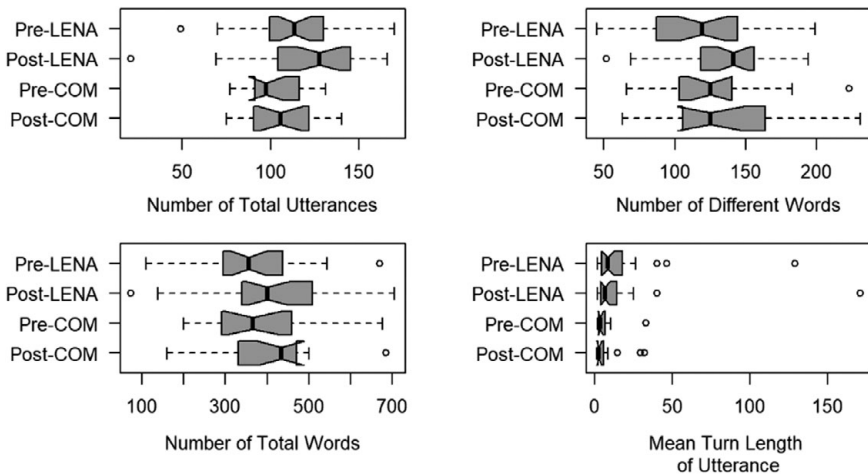 Pre-LENA
Post-LENA
Pre-COM
Post-COM
50 100 150
Number of Total Utterances
Pre-LENA
Post-LENA
Pre-COM
Post-COM
50 100 150 200
Number of Different Words
Pre-LENA
Post-LENA
Pre-COM
Post-COM
100 300 500 700
Number of Total Words
Pre-LENA
Post-LENA
Pre-COM
Post-COM
0 50 100 150
Mean Turn Length
of Utterance